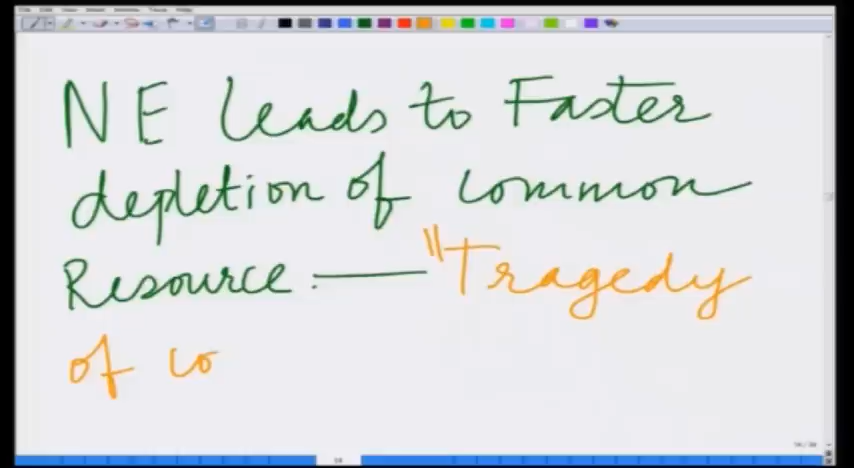 NE leads to Faster
depletion of common
Resource. — "Tragedy
of co